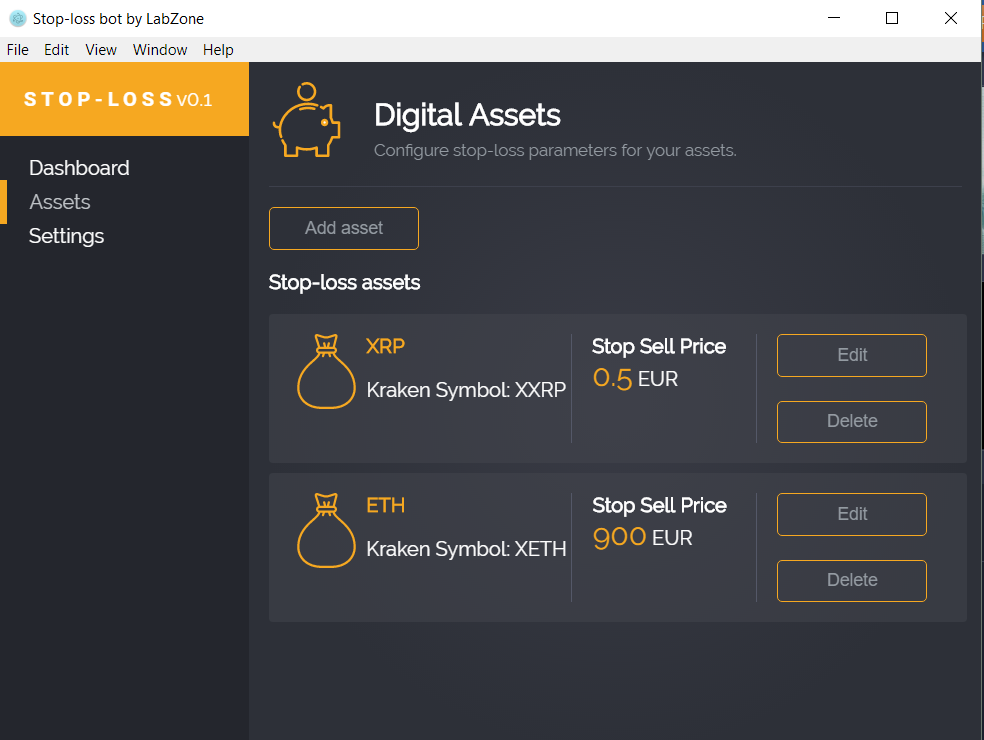 Stop-loss bot by LabZone
File Edit View Window Help
STOP-LOSS v0.1
Dashboard
Assets
Settings
Digital Assets
Configure stop-loss parameters for your assets.
Add asset
Stop-loss assets
XRP
Kraken Symbol: XXRP
Stop Sell Price
0.5 EUR
Edit
Delete
ETH
Kraken Symbol: XETH
Stop Sell Price
900 EUR
Edit
Delete